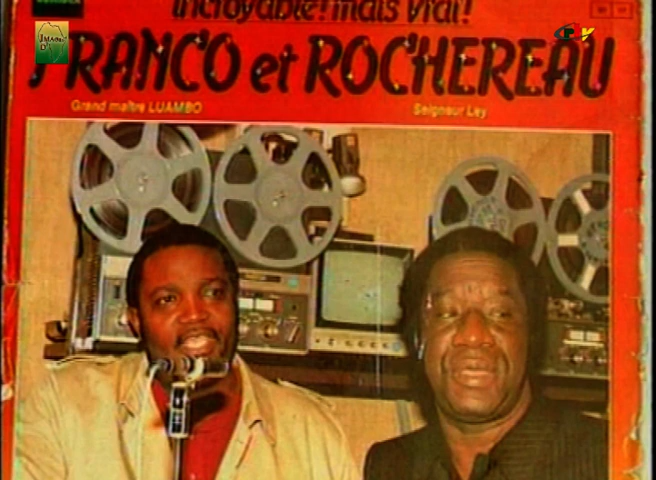 incroyable! mais vrai!
FRANCO et ROCHEREAU
Grand maître LUAMBO
Seigneur Ley